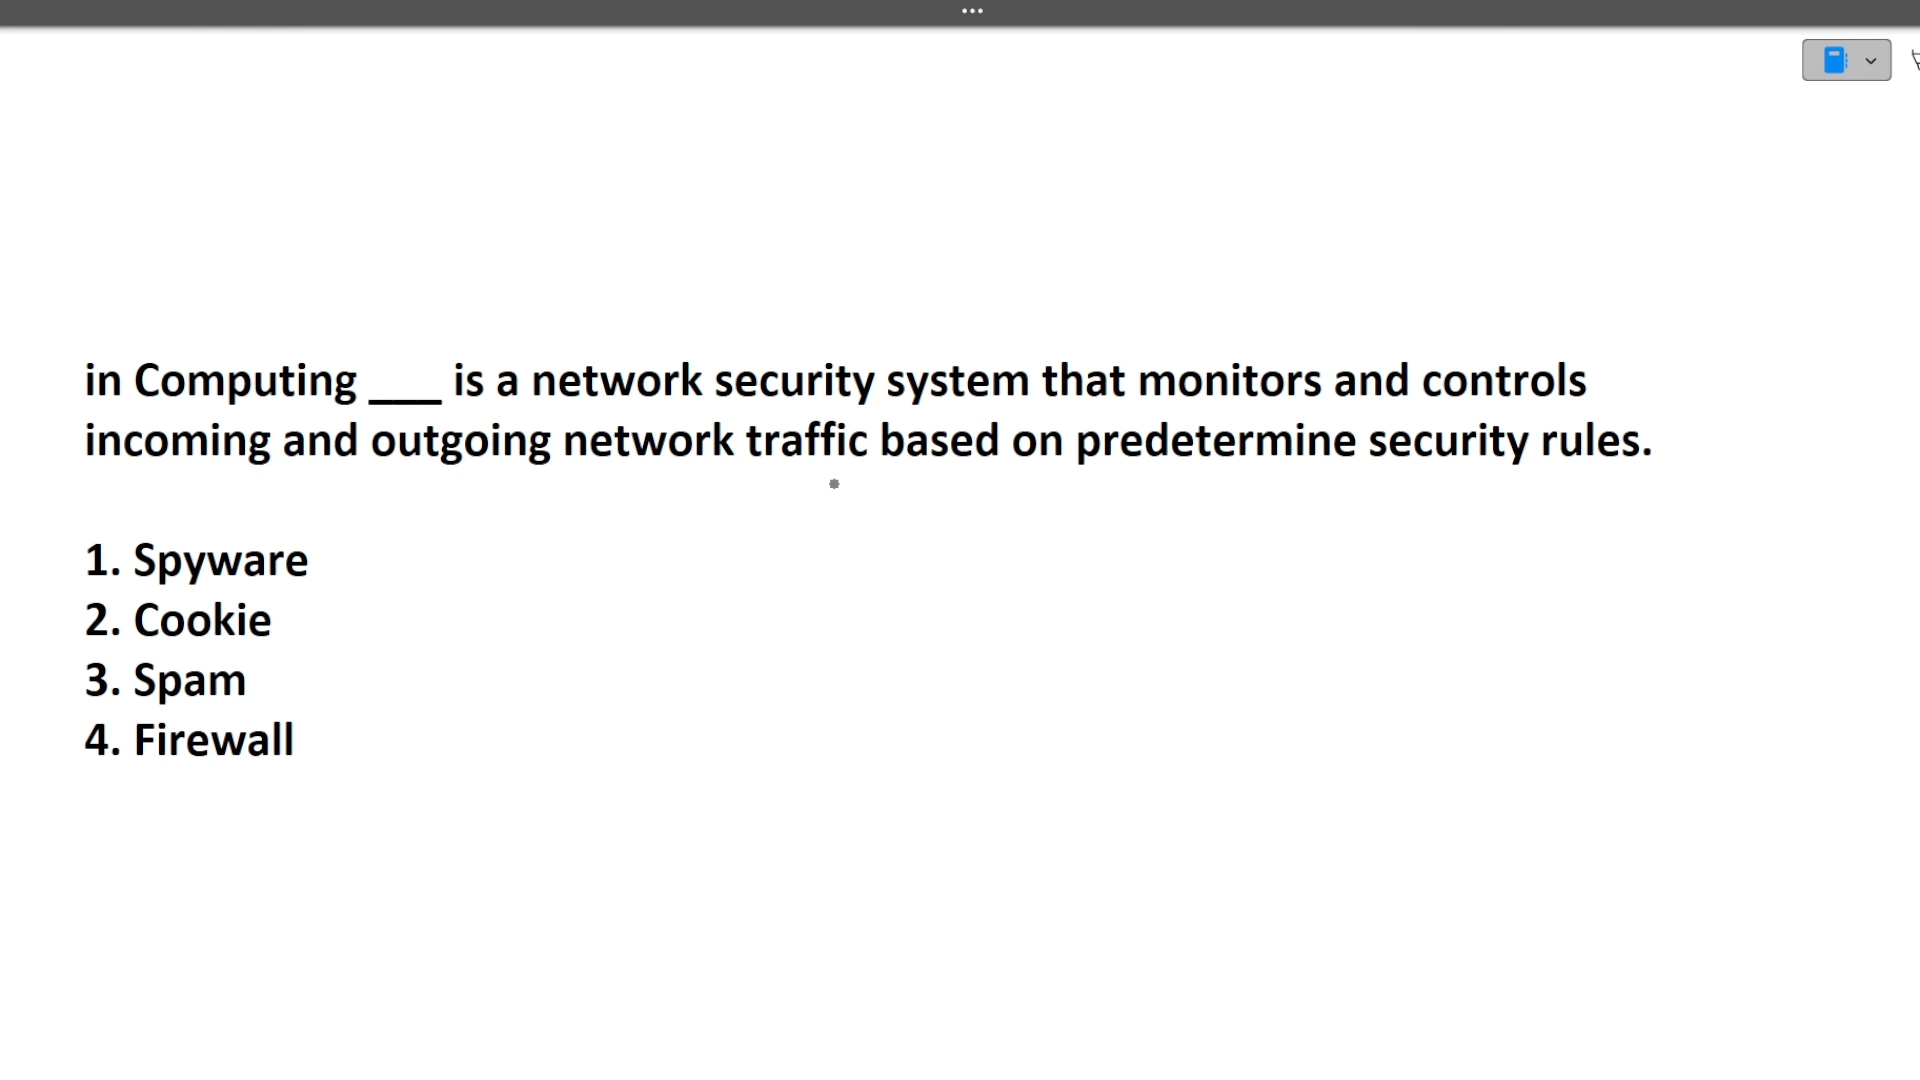 in Computing ___ is a network security system that monitors and controls
incoming and outgoing network traffic based on predetermine security rules.
1. Spyware
2. Cookie
3. Spam
4. Firewall